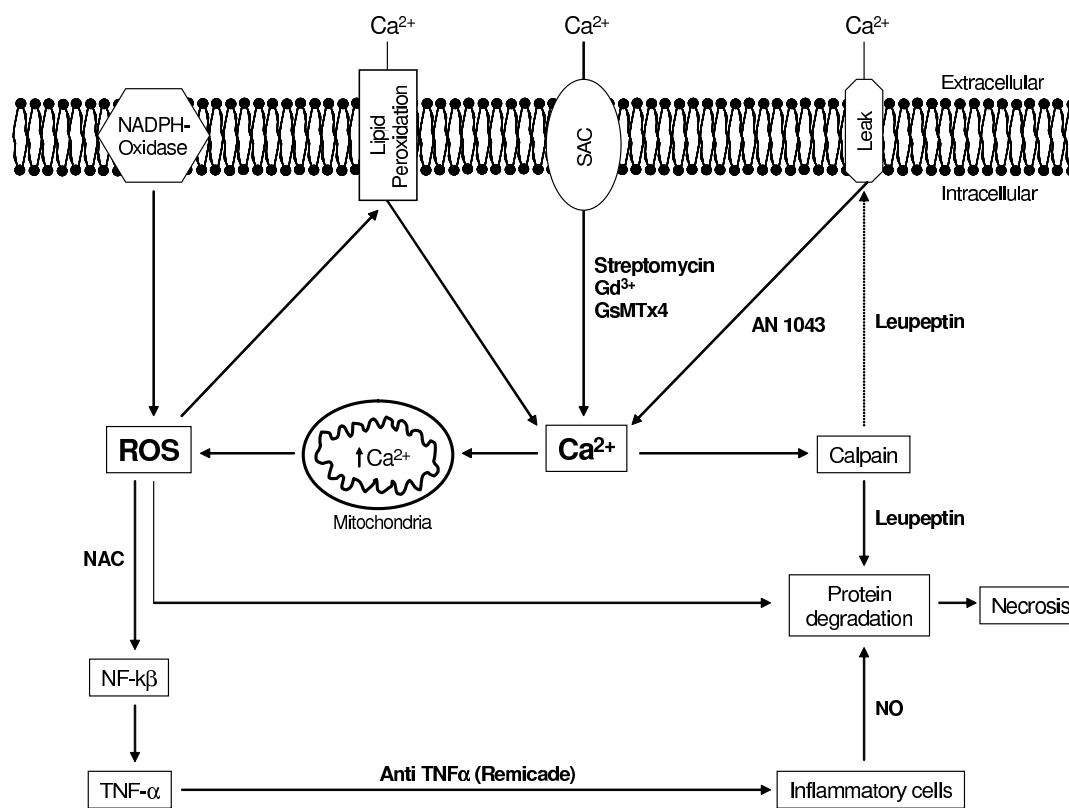 Ca²⁺
Ca²⁺
Ca²⁺
Extracellular
NADPH-
Oxidase
Lipid
Peroxidation
SAC
Leak
Intracellular
Streptomycin
Gd³⁺
GsMTx4
AN 1043
Leupeptin
ROS
Ca²⁺
Ca²⁺
Calpain
Mitochondria
Leupeptin
NAC
Protein
degradation
Necrosis
NF-kβ
NO
TNF-α
Anti TNFα (Remicade)
Inflammatory cells